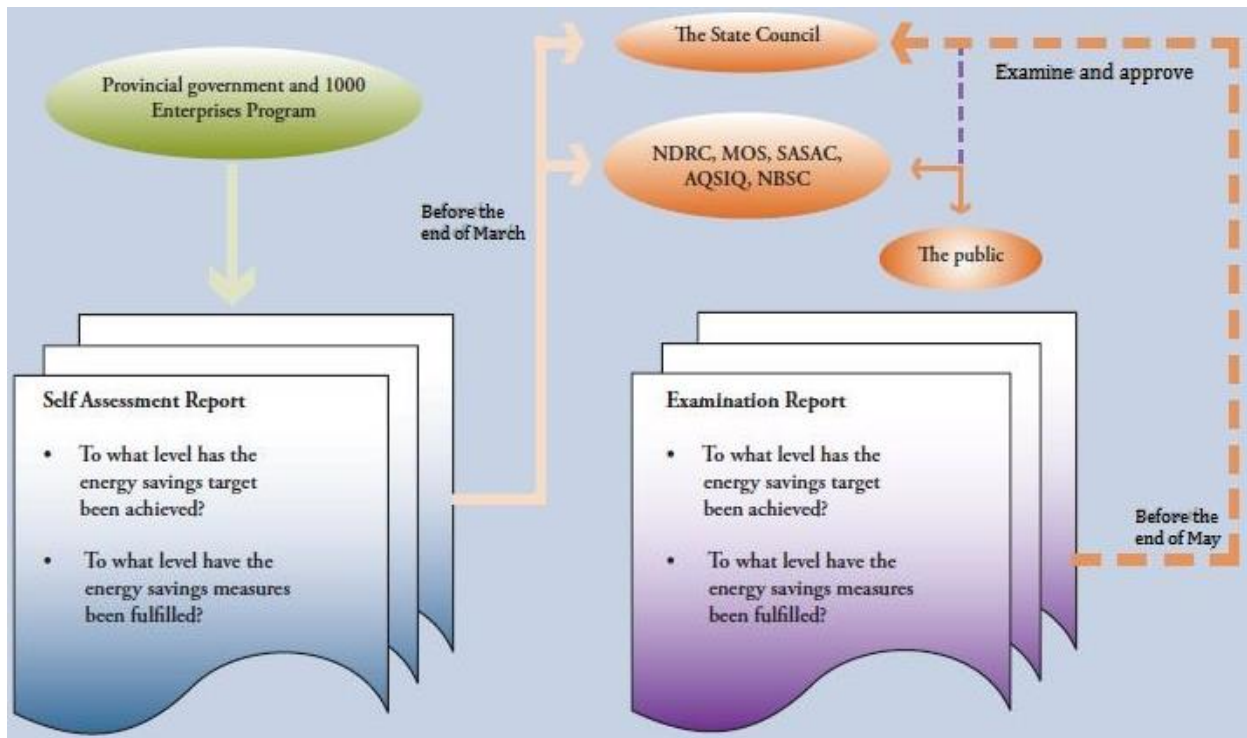 Provincial government and 1000
Enterprises Program
The State Council
Examine and approve
NDRC, MOS, SASAC,
AQSIQ, NBSC
Before the
end of March
The public
Self Assessment Report
• To what level has the
energy savings target
been achieved?
• To what level have the
energy savings measures
been fulfilled?
Examination Report
• To what level has the
energy savings target
been achieved?
• To what level have the
energy savings measures
been fulfilled?
Before the
end of May